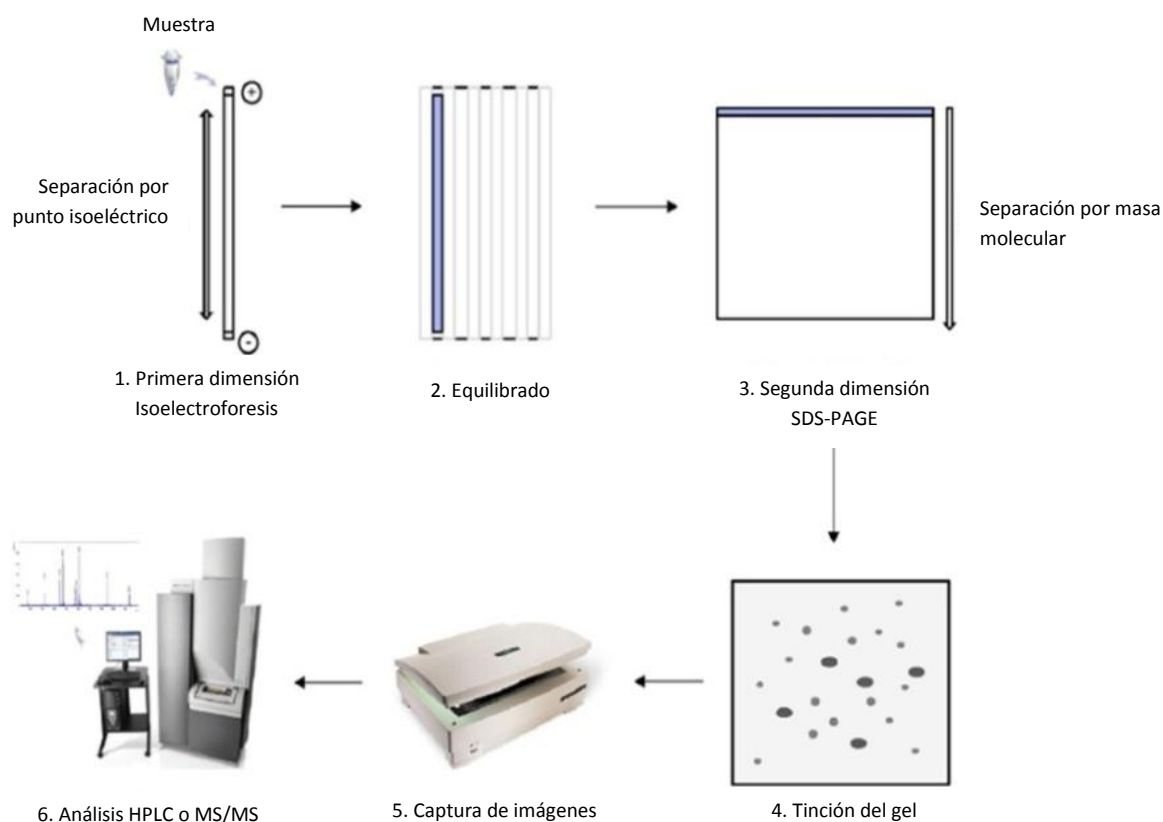 Muestra
Separación por
punto isoeléctrico
1. Primera dimensión
Isoelectroforesis
2. Equilibrado
Separación por masa
molecular
3. Segunda dimensión
SDS-PAGE
4. Tinción del gel
5. Captura de imágenes
6. Análisis HPLC o MS/MS